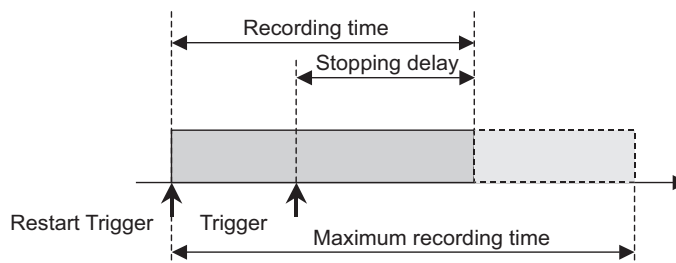 Recording time
Stopping delay
Restart Trigger
Trigger
Maximum recording time